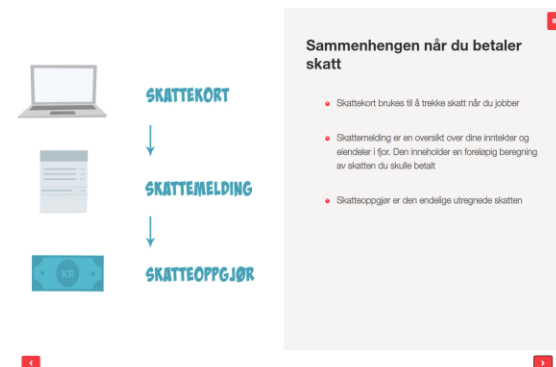 SKATTEKORT
SKATTEMELDING
KR
SKATTEOPPGJØR
Sammenhengen når du betaler
skatt
Skattekort brukes til å trekke skatt når du jobber
Skattemelding er en oversikt over dine inntekter og
eiendeler i fjor. Den inneholder en foreløpig beregning
av skatten du skulle betalt
Skatteoppgjør er den endelige utregnede skatten